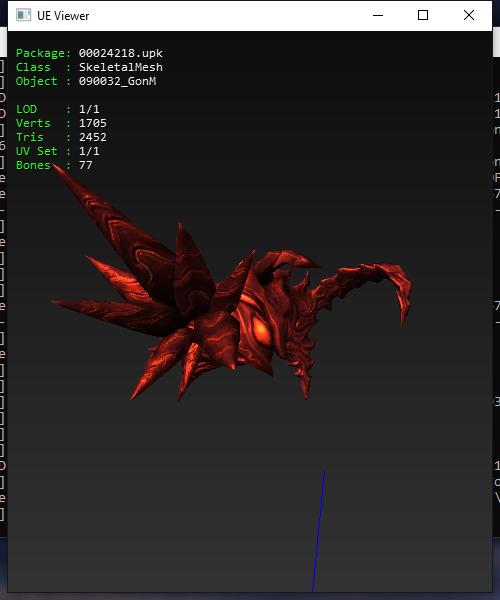 UE Viewer
Package: 00024218.upk
Class : SkeletalMesh
Object : 090032_GonM
LOD : 1/1
Verts : 1705
Tris : 2452
UV Set : 1/1
Bones : 77